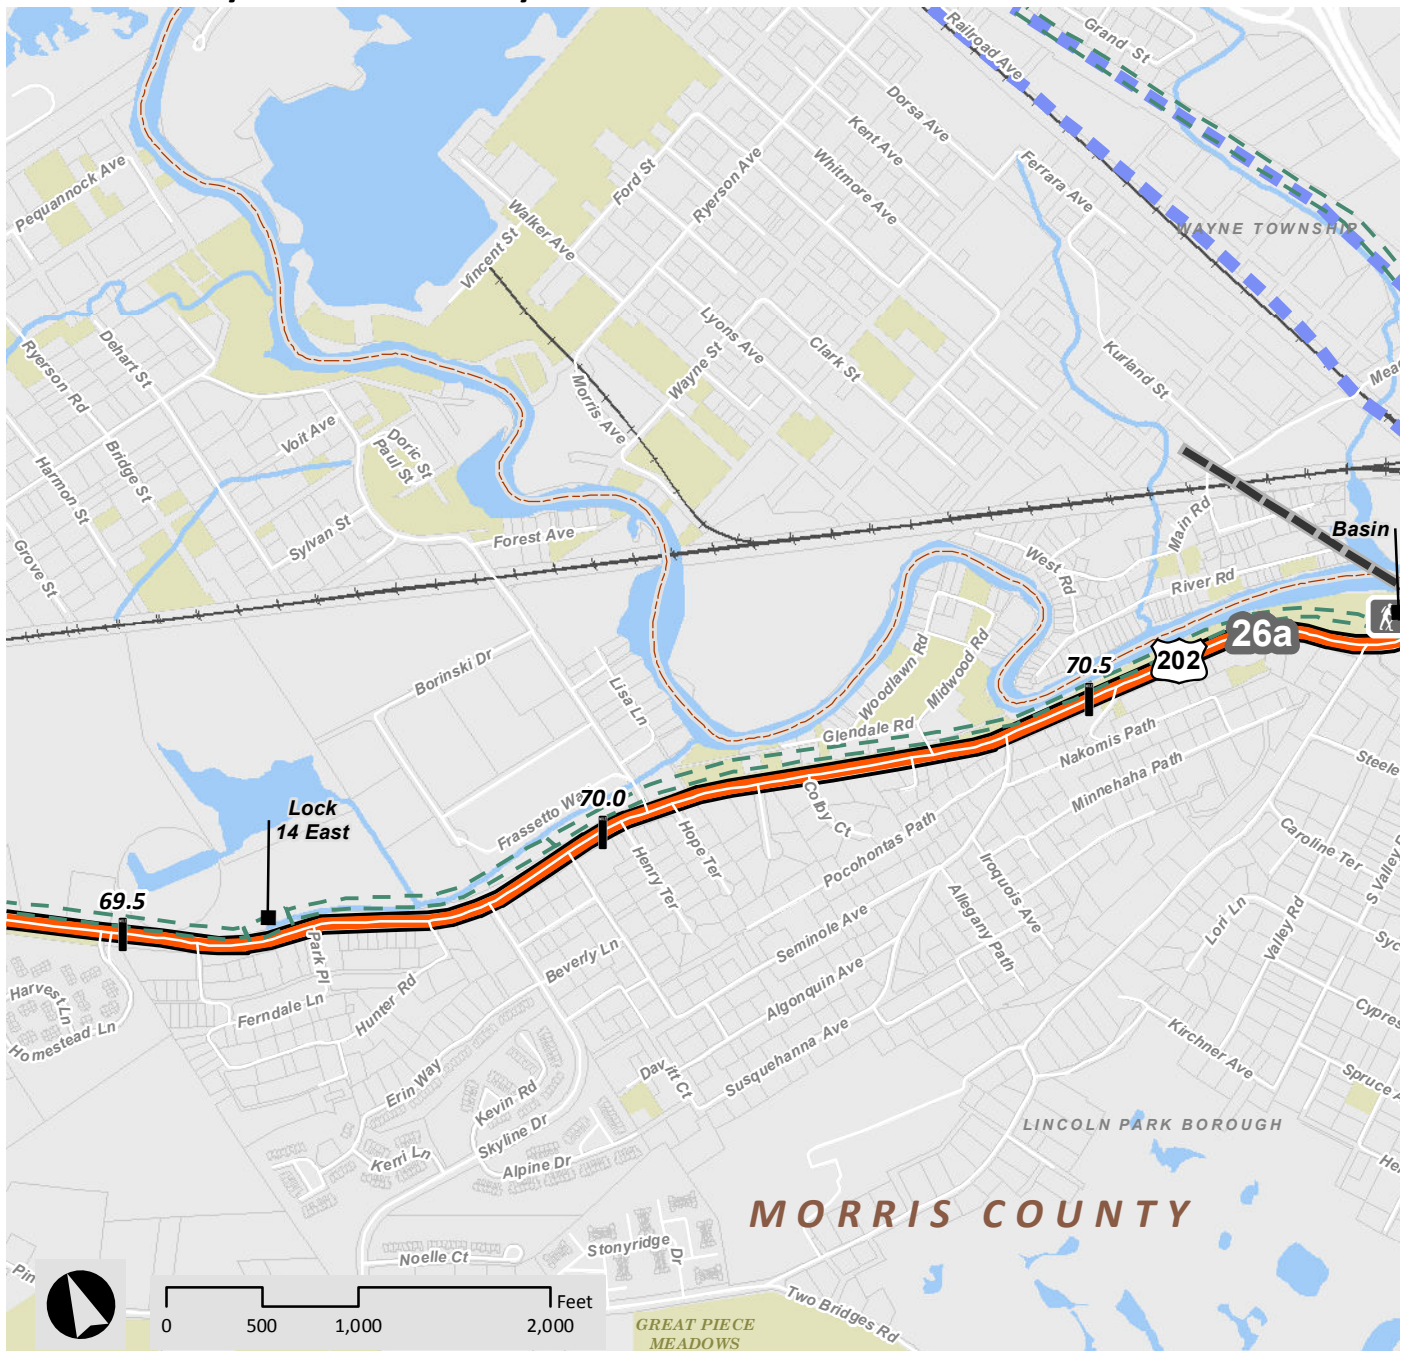 Grand St
Railroad Ave
Dorsa Ave
Kent Ave
Whitmore Ave
Ferrara Ave
Pequannock Ave
Ford St
Ryerson Ave
Walker Ave
Vincent St
WAYNE TOWNSHIP
Ryerson Rd
Dehart St
Lyons Ave
Wayne St
Clark St
Kurland St
Morris Ave
Voit Ave
Doric St
Paul St
Bridge St
Harmon St
Grove St
Sylvan St
Forest Ave
Main Rd
West Rd
River Rd
Basin
26a
202
70.5
Woodlawn Rd
Midwood Rd
Glendale Rd
Borinski Dr
Lisa Ln
Nakomis Path
Minnehaha Path
Steele
Lock
14 East
Frassetto Wa
70.0
Colby Ct
Hope Ter
Henry Ter
Pocohontas Path
Iroquois Ave
Allegany Path
Caroline Ter
S Valley
Lori Ln
Valley Rd
Syc
69.5
Park Pl
Beverly Ln
Seminole Ave
Algonquin Ave
Susquehanna Ave
Harvest Ln
Homestead Ln
Ferndale Ln
Hunter Rd
Cypres
Kirchner Ave
Spruce A
Erin Way
Kevin Rd
Skyline Dr
Davitt Ct
Kerri Ln
Alpine Dr
LINCOLN PARK BOROUGH
He
MORRIS COUNTY
Noelle Ct
Stonyridge Dr
Pin
Two Bridges Rd
0 500 1,000 2,000
Feet
GREAT PIECE
MEADOWS